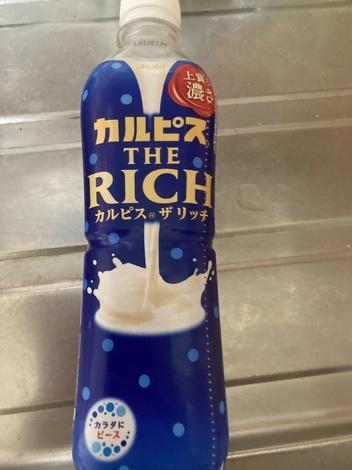 上質な
濃さ
カルピス
THE
RICH
カルピス® ザ リッチ
カラダに
ピース